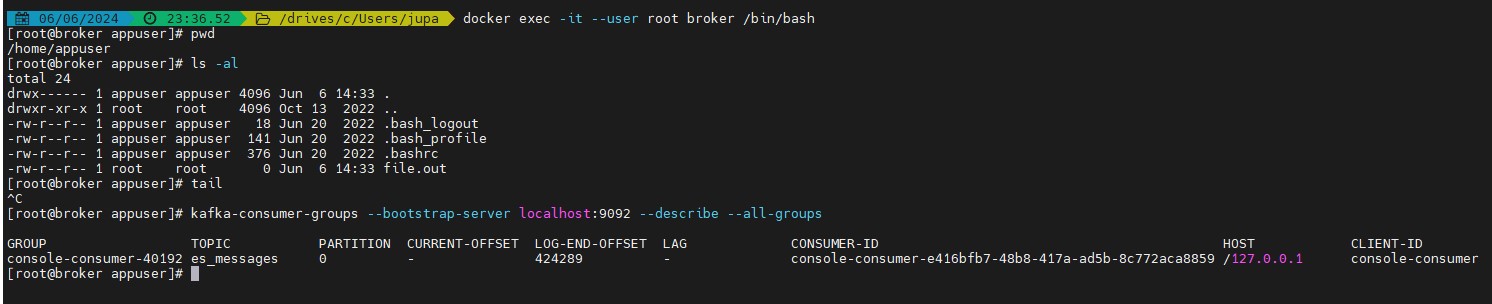 06/06/2024 23:36.52 /drives/c/Users/jupa docker exec -it --user root broker /bin/bash
[root@broker appuser]# pwd
/home/appuser
[root@broker appuser]# ls -al
total 24
drwx------ 1 appuser appuser 4096 Jun  6 14:33 .
drwxr-xr-x 1 root    root    4096 Oct 13  2022 ..
-rw-r--r-- 1 appuser appuser   18 Jun 20  2022 .bash_logout
-rw-r--r-- 1 appuser appuser  141 Jun 20  2022 .bash_profile
-rw-r--r-- 1 appuser appuser  376 Jun 20  2022 .bashrc
-rw-r--r-- 1 root    root       0 Jun  6 14:33 file.out
[root@broker appuser]# tail
^C
[root@broker appuser]# kafka-consumer-groups --bootstrap-server localhost:9092 --describe --all-groups
GROUP                  TOPIC           PARTITION  CURRENT-OFFSET  LOG-END-OFFSET  LAG             CONSUMER-ID                                           HOST            CLIENT-ID
console-consumer-40192 es_messages     0          -               424289          -               console-consumer-e416bfb7-48b8-417a-ad5b-8c772aca8859 /127.0.0.1      console-consumer
[root@broker appuser]#